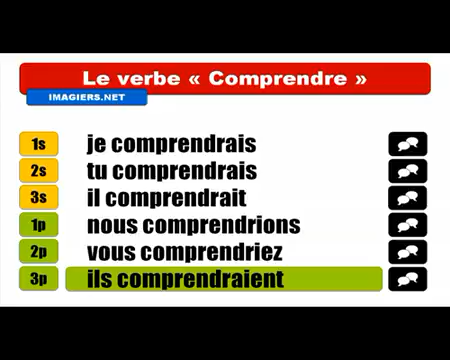 Le verbe « Comprendre »
IMAGIERS.NET
1s je comprendrais
2s tu comprendrais
3s il comprendrait
1p nous comprendrions
2p vous comprendriez
3p ils comprendraient